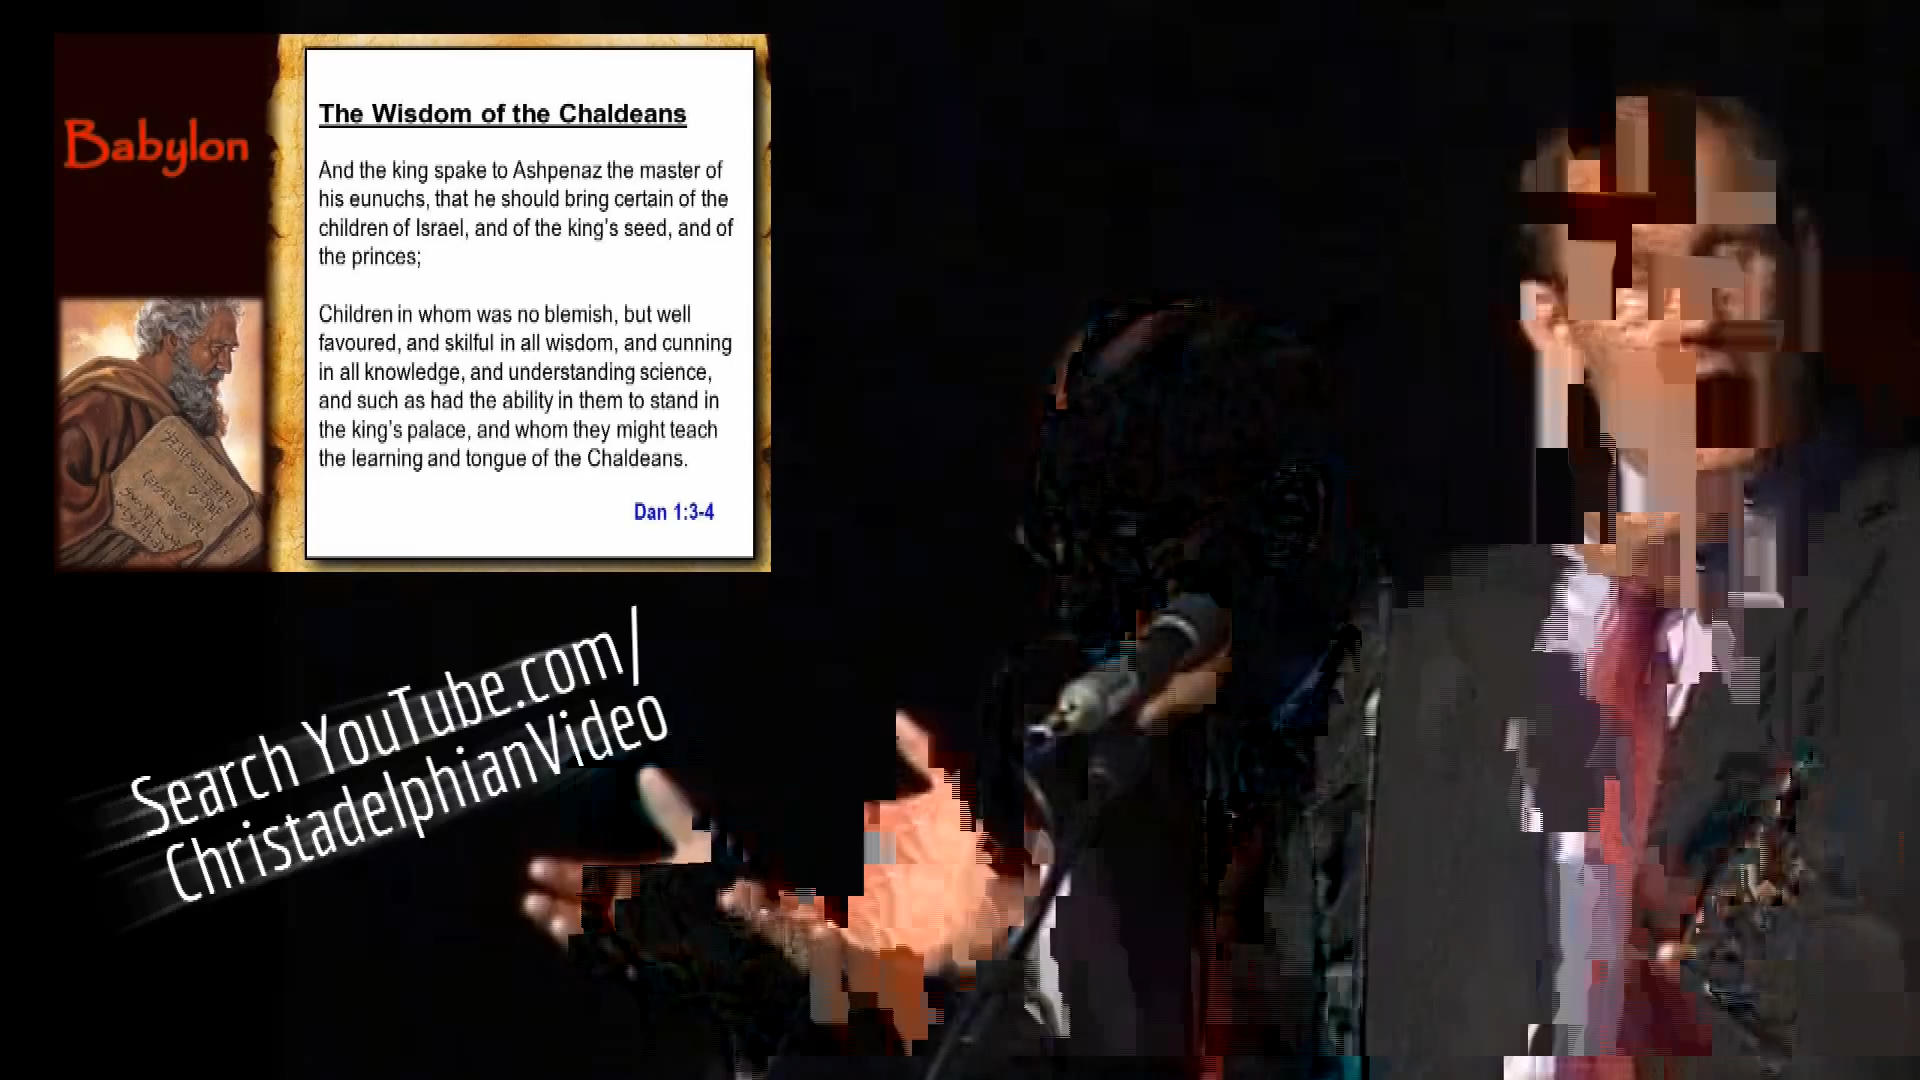 Babylon
The Wisdom of the Chaldeans
And the king spake to Ashpenaz the master of
his eunuchs, that he should bring certain of the
children of Israel, and of the king's seed, and of
the princes;
Children in whom was no blemish, but well
favoured, and skilful in all wisdom, and cunning
in all knowledge, and understanding science,
and such as had the ability in them to stand in
the king's palace, and whom they might teach
the learning and tongue of the Chaldeans.
Dan 1:3-4
Search YouTube.com/
ChristadelphianVideo